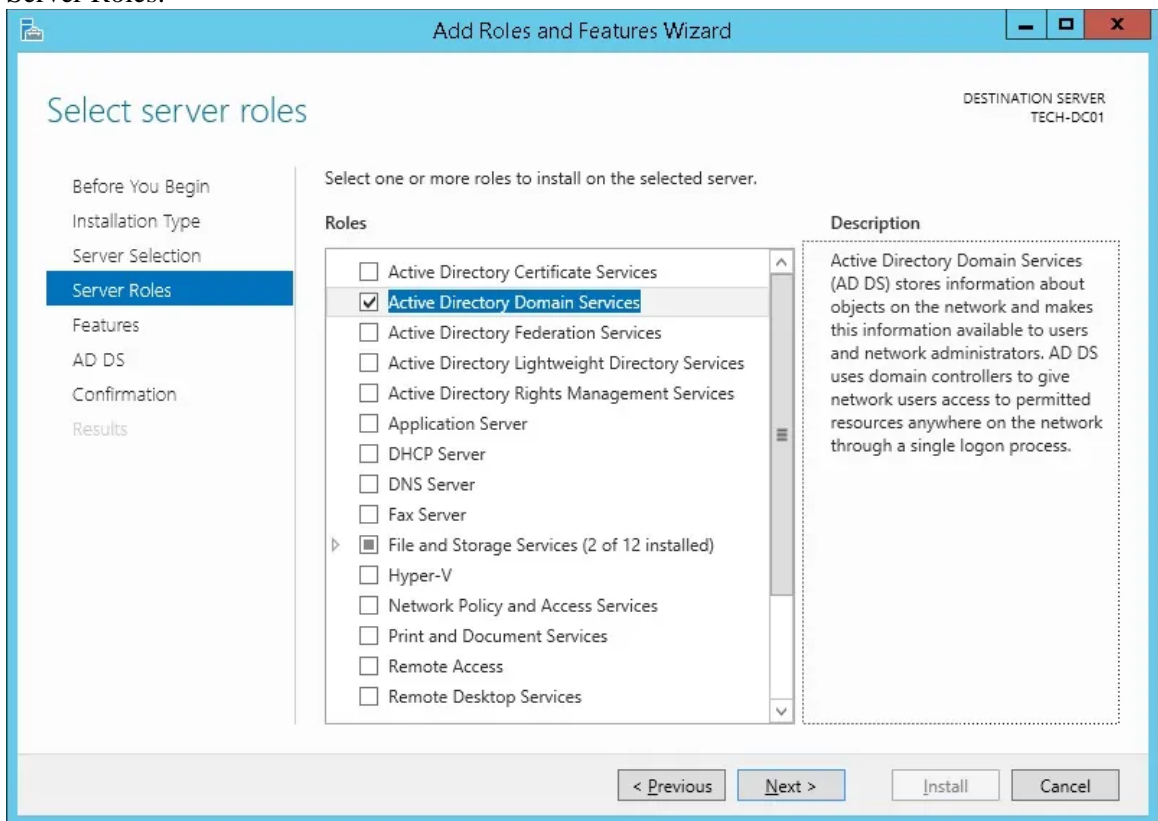 Server Roles.
Add Roles and Features Wizard
Select server roles
DESTINATION SERVER
TECH-DC01
Before You Begin
Installation Type
Server Selection
Server Roles
Features
AD DS
Confirmation
Results
Select one or more roles to install on the selected server.
Roles
Active Directory Certificate Services
Active Directory Domain Services
Active Directory Federation Services
Active Directory Lightweight Directory Services
Active Directory Rights Management Services
Application Server
DHCP Server
DNS Server
Fax Server
File and Storage Services (2 of 12 installed)
Hyper-V
Network Policy and Access Services
Print and Document Services
Remote Access
Remote Desktop Services
Description
Active Directory Domain Services
(AD DS) stores information about
objects on the network and makes
this information available to users
and network administrators. AD DS
uses domain controllers to give
network users access to permitted
resources anywhere on the network
through a single logon process.
< Previous
Next >
Install
Cancel